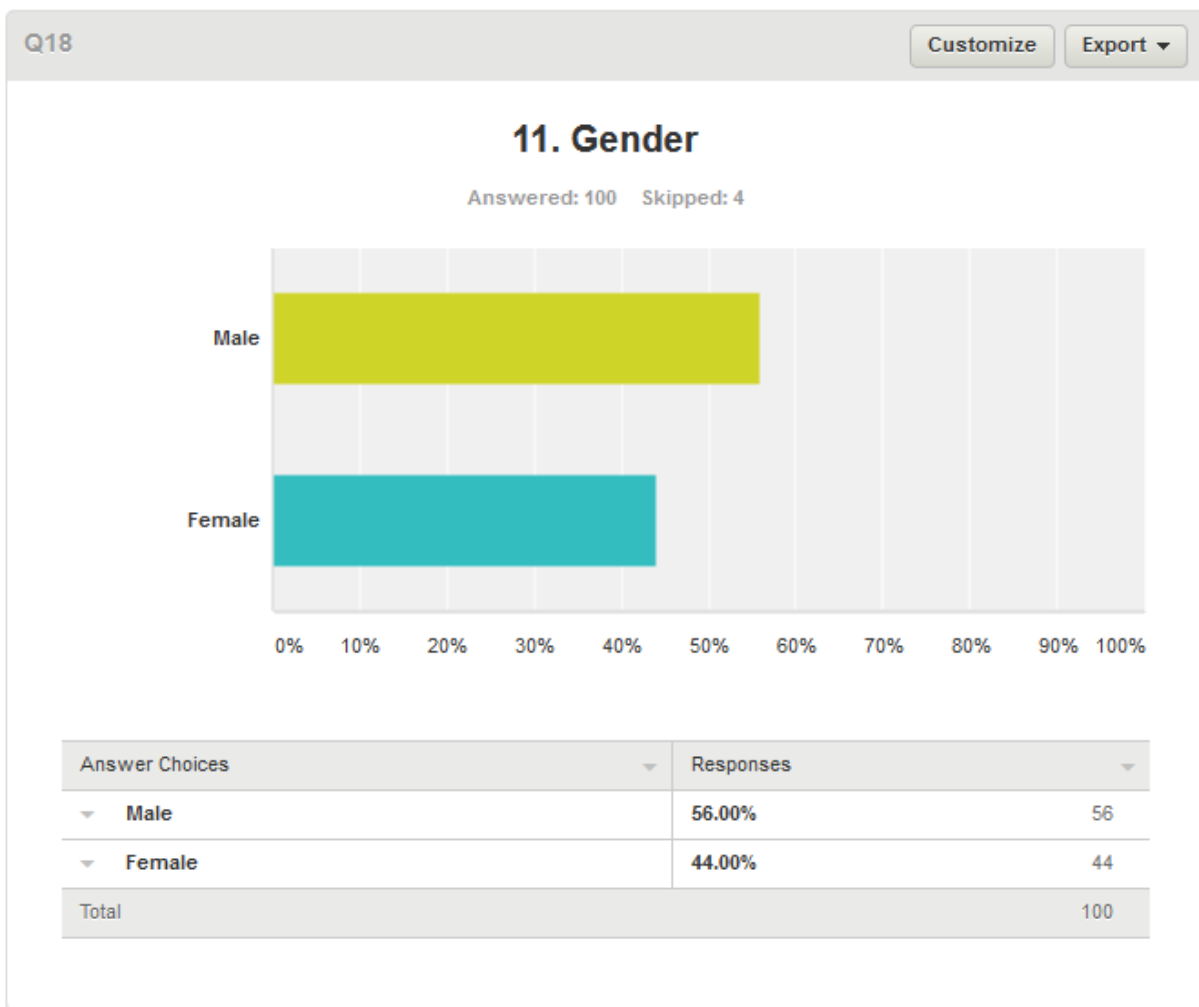 Q18 Customize Export
11. Gender
Answered: 100 Skipped: 4
Male
Female
0% 10% 20% 30% 40% 50% 60% 70% 80% 90% 100%
Answer Choices Responses
Male 56.00% 56
Female 44.00% 44
Total 100